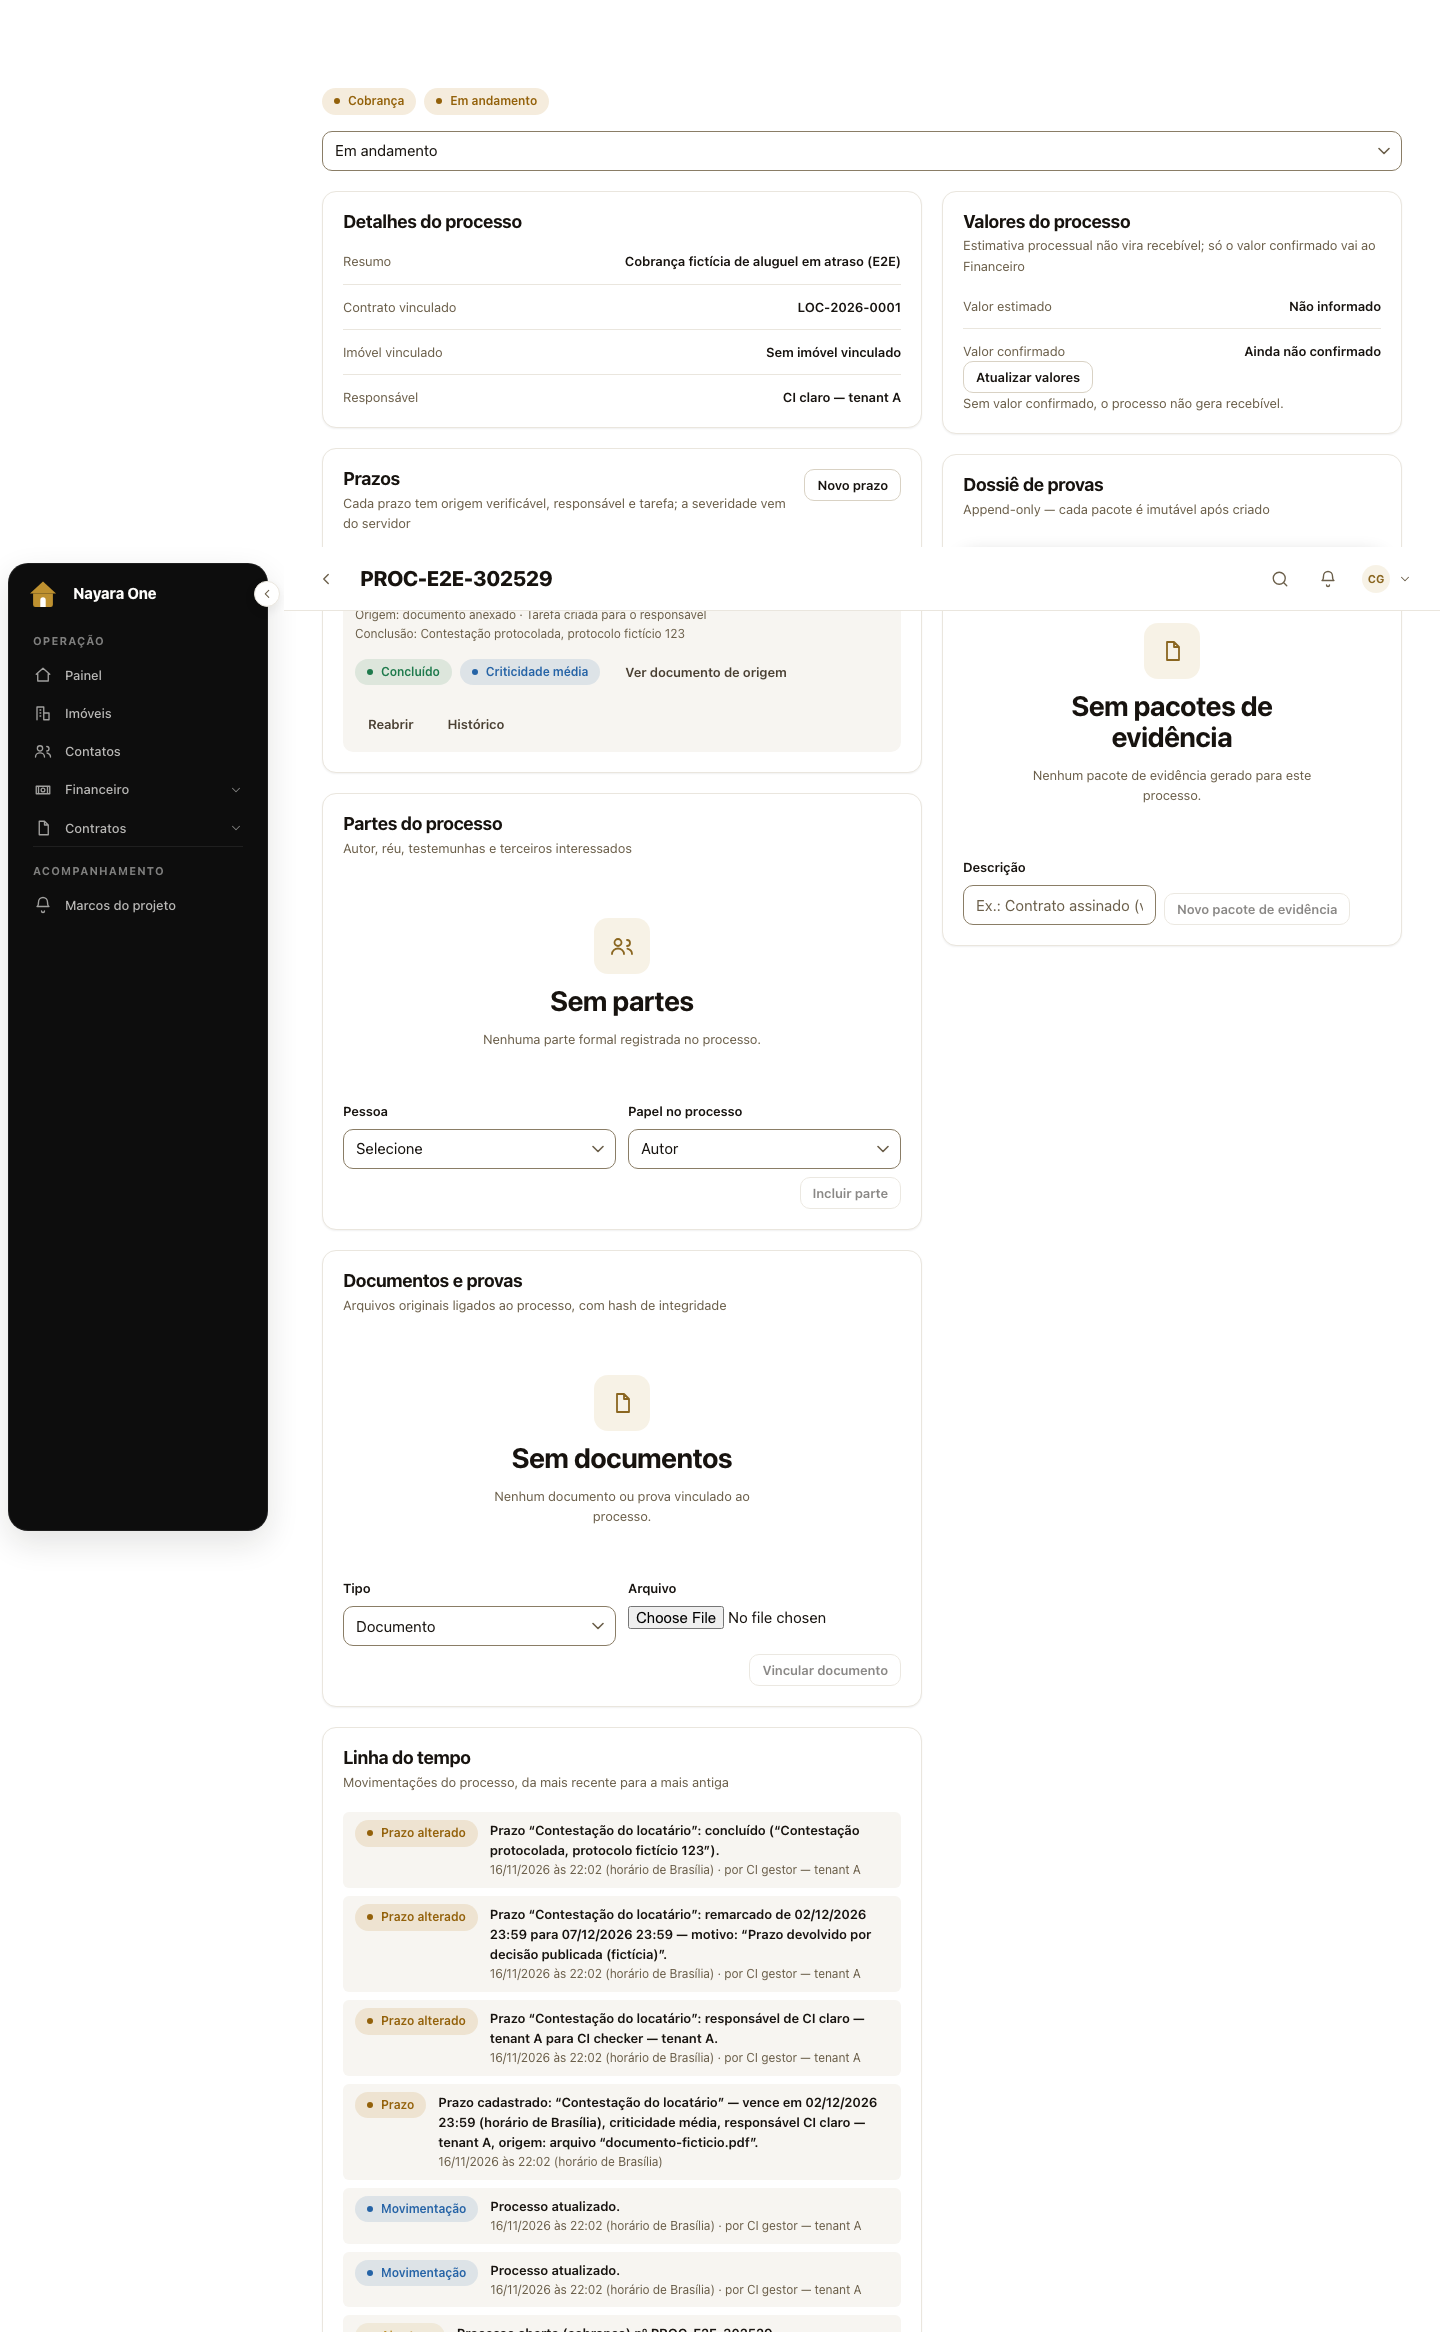 Cobrança
Em andamento
Em andamento
Detalhes do processo
Resumo
Cobrança fictícia de aluguel em atraso (E2E)
Contrato vinculado
LOC-2026-0001
Imóvel vinculado
Sem imóvel vinculado
Responsável
CI claro — tenant A
Valores do processo
Estimativa processual não vira recebível; só o valor confirmado vai ao
Financeiro
Valor estimado
Não informado
Valor confirmado
Ainda não confirmado
Atualizar valores
Sem valor confirmado, o processo não gera recebível.
Prazos
Cada prazo tem origem verificável, responsável e tarefa; a severidade vem
do servidor
Novo prazo
Dossiê de provas
Append-only — cada pacote é imutável após criado
Nayara One
OPERAÇÃO
Painel
Imóveis
Contatos
Financeiro
Contratos
ACOMPANHAMENTO
Marcos do projeto
PROC-E2E-302529
CG
Origem: documento anexado · Tarefa criada para o responsável
Conclusão: Contestação protocolada, protocolo fictício 123
Concluído
Criticidade média
Ver documento de origem
Reabrir
Histórico
Sem pacotes de
evidência
Nenhum pacote de evidência gerado para este
processo.
Descrição
Ex.: Contrato assinado (
Novo pacote de evidência
Partes do processo
Autor, réu, testemunhas e terceiros interessados
Sem partes
Nenhuma parte formal registrada no processo.
Pessoa
Papel no processo
Selecione
Autor
Incluir parte
Documentos e provas
Arquivos originais ligados ao processo, com hash de integridade
Sem documentos
Nenhum documento ou prova vinculado ao
processo.
Tipo
Arquivo
Documento
Choose File No file chosen
Vincular documento
Linha do tempo
Movimentações do processo, da mais recente para a mais antiga
Prazo alterado
Prazo “Contestação do locatário”: concluído (“Contestação
protocolada, protocolo fictício 123”).
16/11/2026 às 22:02 (horário de Brasília) · por CI gestor — tenant A
Prazo alterado
Prazo “Contestação do locatário”: remarcado de 02/12/2026
23:59 para 07/12/2026 23:59 — motivo: “Prazo devolvido por
decisão publicada (fictícia)”.
16/11/2026 às 22:02 (horário de Brasília) · por CI gestor — tenant A
Prazo alterado
Prazo “Contestação do locatário”: responsável de CI claro —
tenant A para CI checker — tenant A.
16/11/2026 às 22:02 (horário de Brasília) · por CI gestor — tenant A
Prazo
Prazo cadastrado: “Contestação do locatário” — vence em 02/12/2026
23:59 (horário de Brasília), criticidade média, responsável CI claro —
tenant A, origem: arquivo “documento-ficticio.pdf”.
16/11/2026 às 22:02 (horário de Brasília)
Movimentação
Processo atualizado.
16/11/2026 às 22:02 (horário de Brasília) · por CI gestor — tenant A
Movimentação
Processo atualizado.
16/11/2026 às 22:02 (horário de Brasília) · por CI gestor — tenant A
Processo aberto (cobrança) nº PROC-E2E-302529